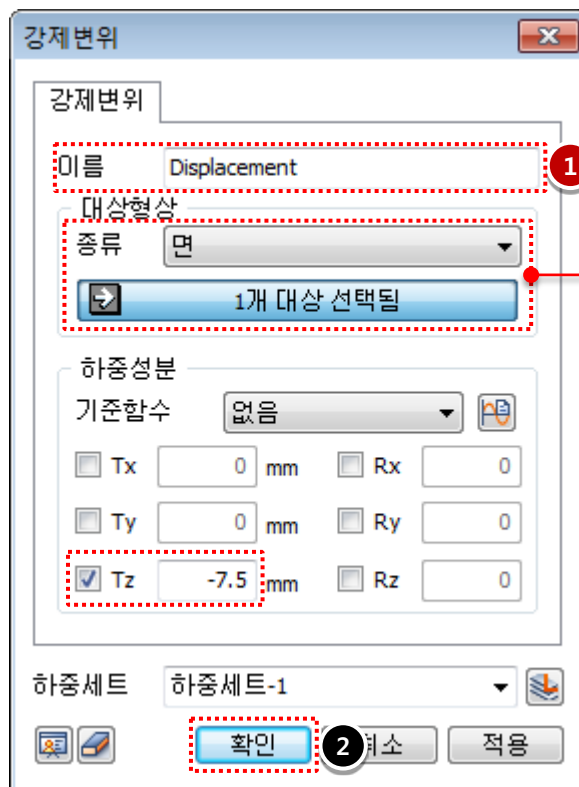 강제변위
강제변위
이름 Displacement 1
대상형상
종류 면
1개 대상 선택됨
하중성분
기준함수 없음
Tx 0 mm Rx 0
Ty 0 mm Ry 0
Tz -7.5 mm Rz 0
하중세트 하중세트-1
확인 2 취소 적용